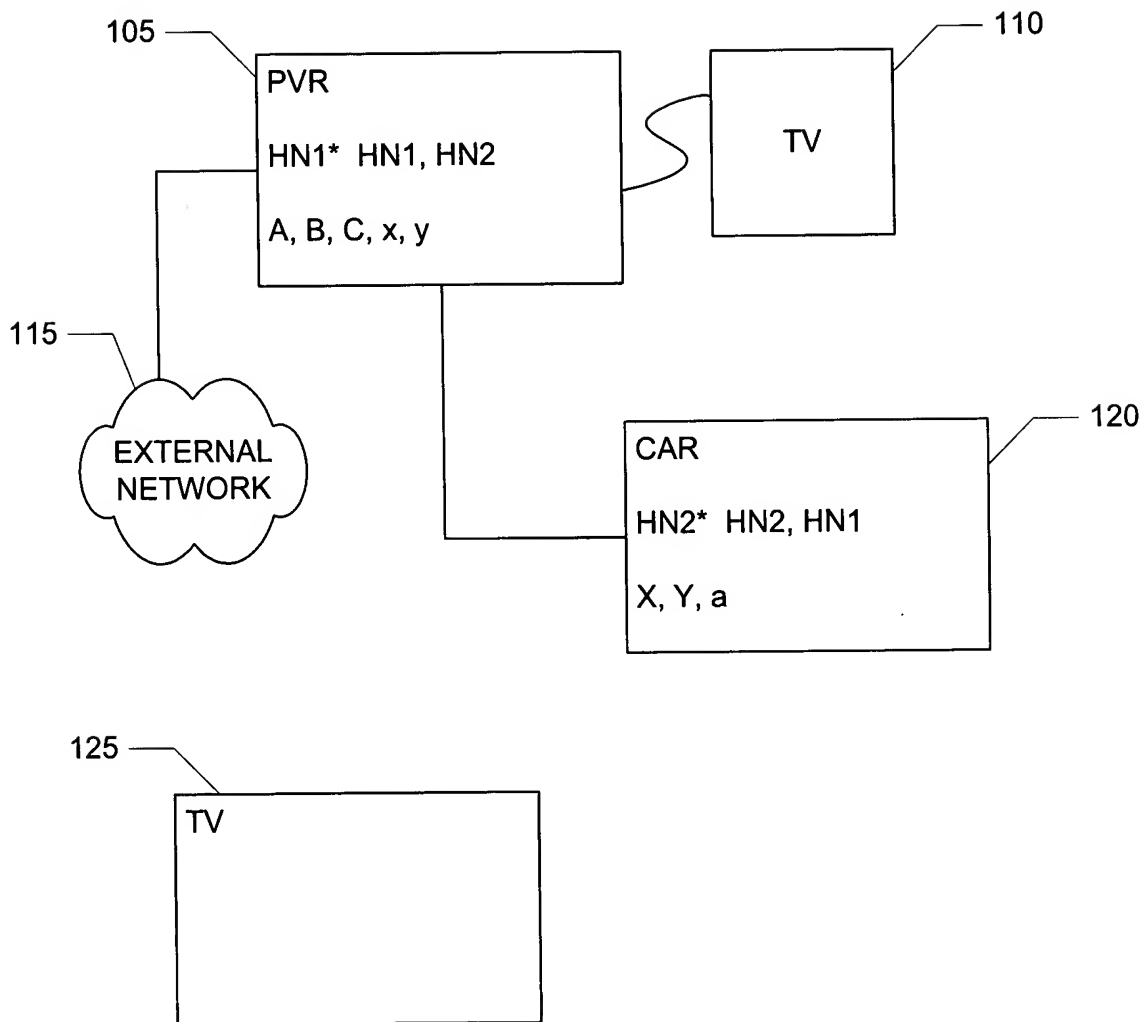 105
110
PVR
TV
HN1* HN1, HN2
A, B, C, x, y
115
120
EXTERNAL
NETWORK
CAR
HN2* HN2, HN1
X, Y, a
125
TV